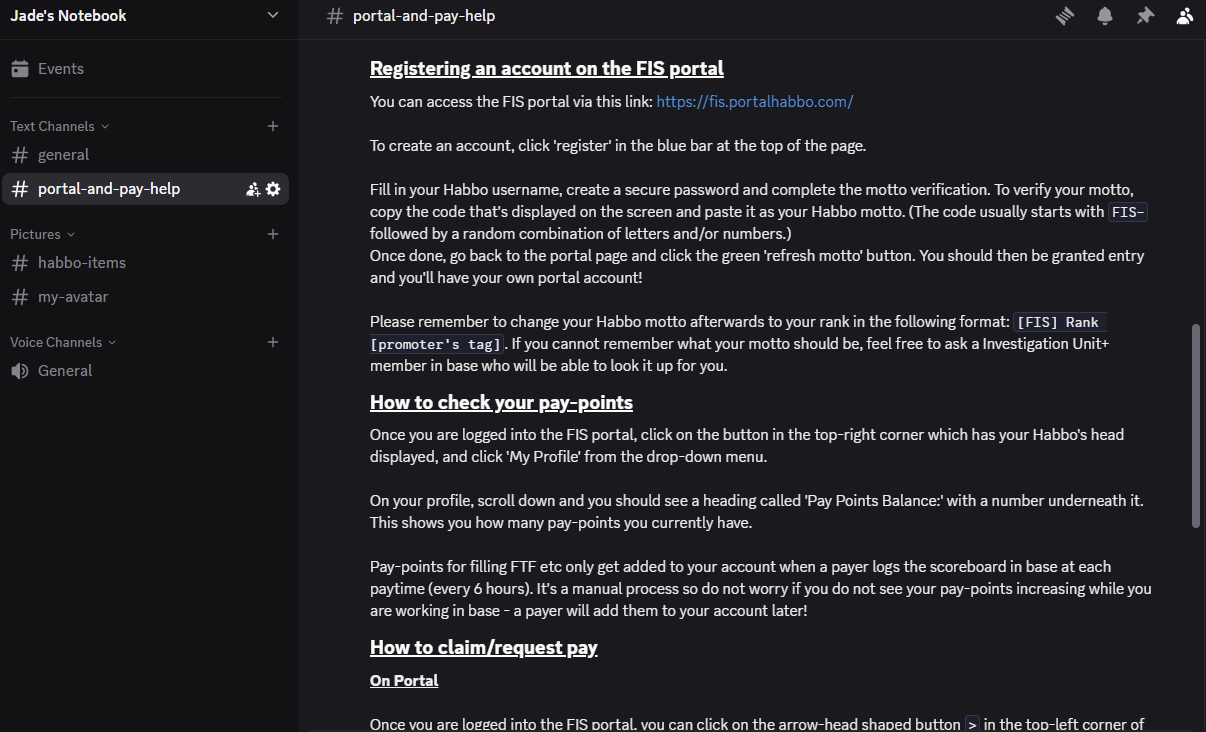 Jade's Notebook
Events
Text Channels
general
portal-and-pay-help
Pictures
habbo-items
my-avatar
Voice Channels
General
portal-and-pay-help
Registering an account on the FIS portal
You can access the FIS portal via this link: https://fis.portalhabbo.com/
To create an account, click 'register' in the blue bar at the top of the page.
Fill in your Habbo username, create a secure password and complete the motto verification. To verify your motto,
copy the code that's displayed on the screen and paste it as your Habbo motto. (The code usually starts with FIS-
followed by a random combination of letters and/or numbers.)
Once done, go back to the portal page and click the green 'refresh motto' button. You should then be granted entry
and you'll have your own portal account!
Please remember to change your Habbo motto afterwards to your rank in the following format: [FIS] Rank
[promoter's tag]. If you cannot remember what your motto should be, feel free to ask a Investigation Unit+
member in base who will be able to look it up for you.
How to check your pay-points
Once you are logged into the FIS portal, click on the button in the top-right corner which has your Habbo's head
displayed, and click 'My Profile' from the drop-down menu.
On your profile, scroll down and you should see a heading called 'Pay Points Balance:' with a number underneath it.
This shows you how many pay-points you currently have.
Pay-points for filling FTF etc only get added to your account when a payer logs the scoreboard in base at each
paytime (every 6 hours). It's a manual process so do not worry if you do not see your pay-points increasing while you
are working in base - a payer will add them to your account later!
How to claim/request pay
On Portal
Once you are logged into the FIS portal, you can click on the arrow-head shaped button > in the top-left corner of